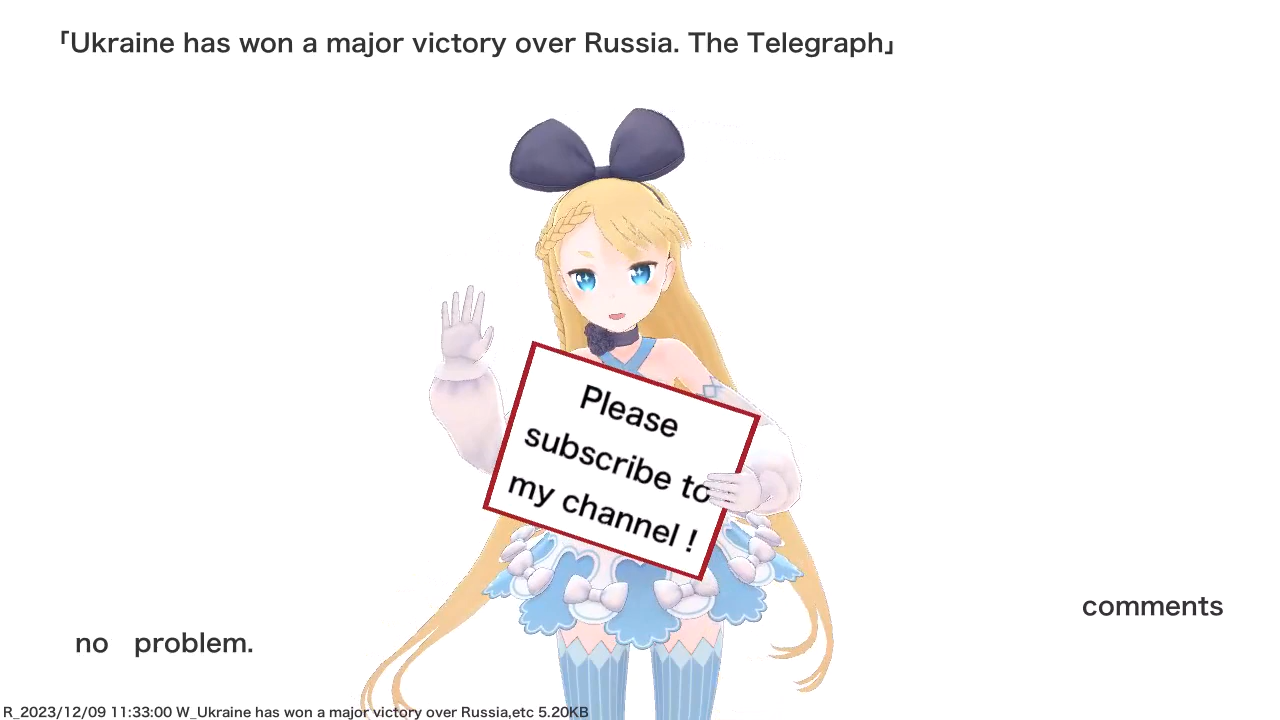 「Ukraine has won a major victory over Russia. The Telegraph」
Please
subscribe to
my channel !
comments
no problem.
R_2023/12/09 11:33:00 W_Ukraine has won a major victory over Russia,etc 5.20KB